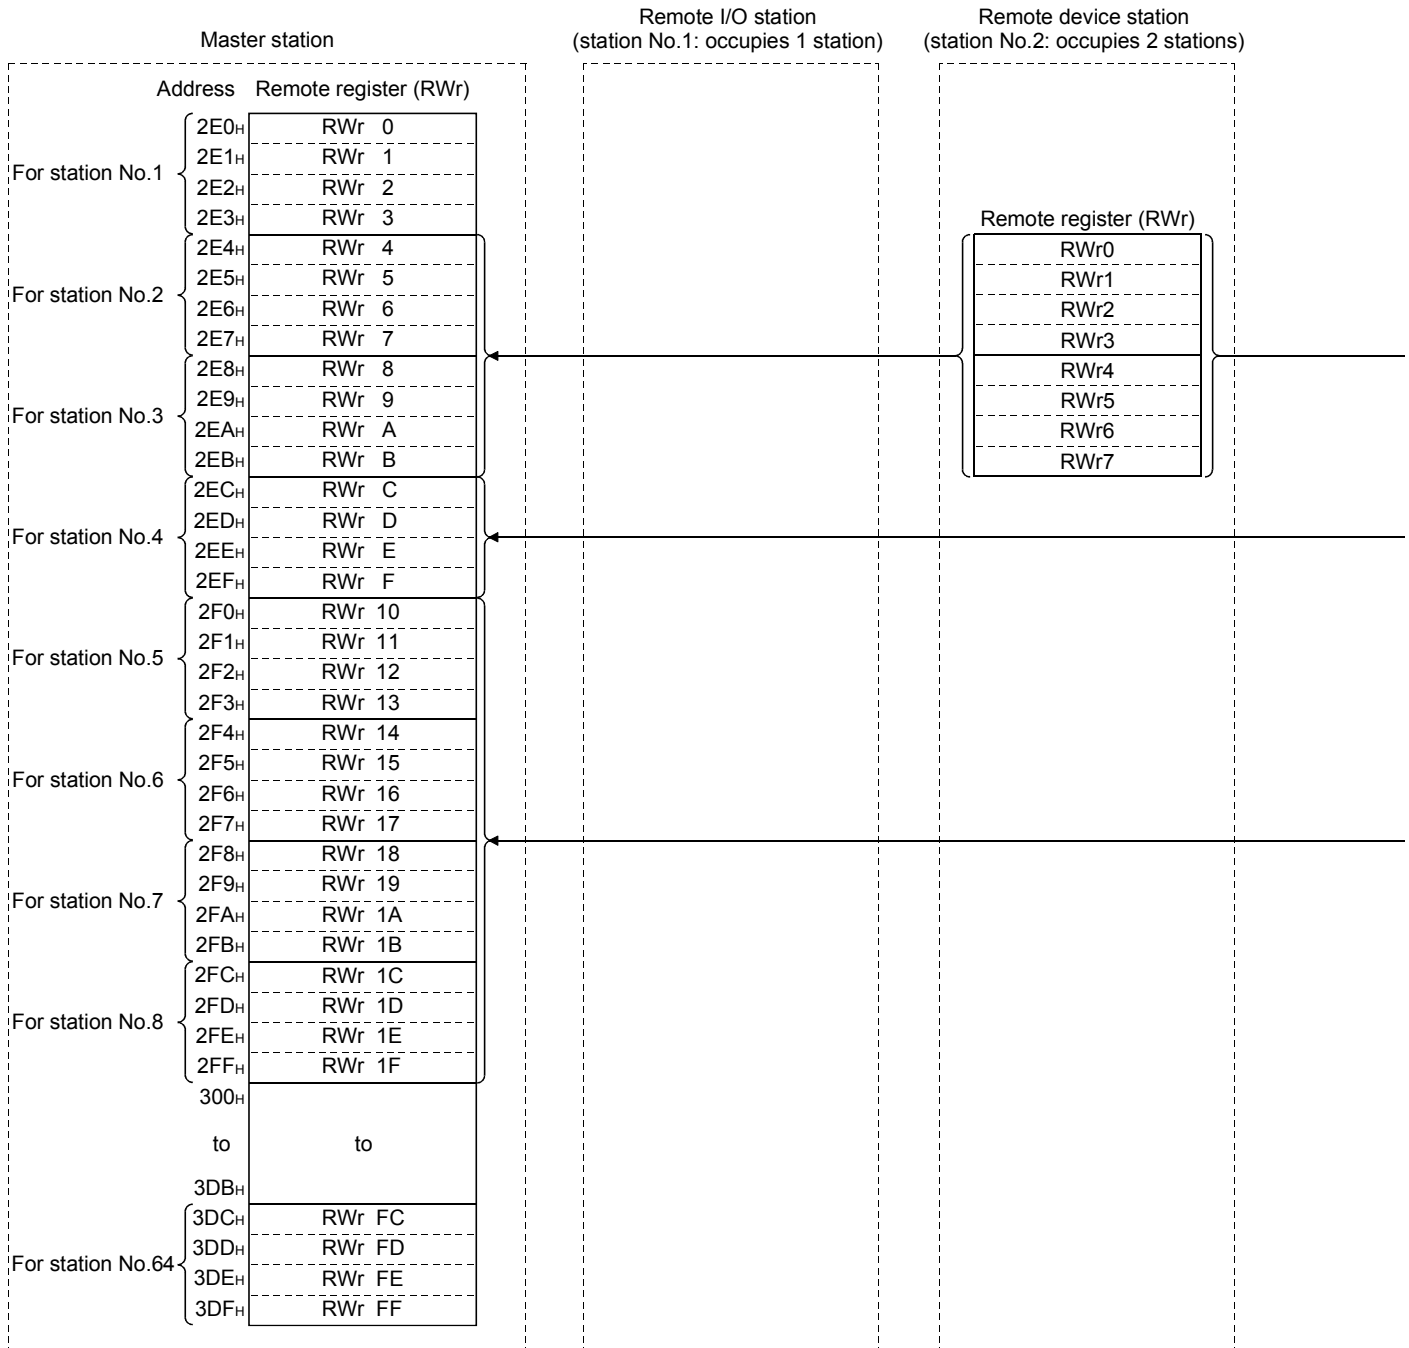 Master station
Remote I/O station
(station No.1: occupies 1 station)
Remote device station
(station No.2: occupies 2 stations)
Address Remote register (RWr)
For station No.1
2E0H RWr 0
2E1H RWr 1
2E2H RWr 2
2E3H RWr 3
For station No.2
2E4H RWr 4
2E5H RWr 5
2E6H RWr 6
2E7H RWr 7
For station No.3
2E8H RWr 8
2E9H RWr 9
2EAH RWr A
2EBH RWr B
For station No.4
2ECH RWr C
2EDH RWr D
2EEH RWr E
2EFH RWr F
For station No.5
2F0H RWr 10
2F1H RWr 11
2F2H RWr 12
2F3H RWr 13
For station No.6
2F4H RWr 14
2F5H RWr 15
2F6H RWr 16
2F7H RWr 17
For station No.7
2F8H RWr 18
2F9H RWr 19
2FAH RWr 1A
2FBH RWr 1B
For station No.8
2FCH RWr 1C
2FDH RWr 1D
2FEH RWr 1E
2FFH RWr 1F
300H
to to
3DBH
For station No.64
3DCH RWr FC
3DDH RWr FD
3DEH RWr FE
3DFH RWr FF
Remote register (RWr)
RWr0
RWr1
RWr2
RWr3
RWr4
RWr5
RWr6
RWr7